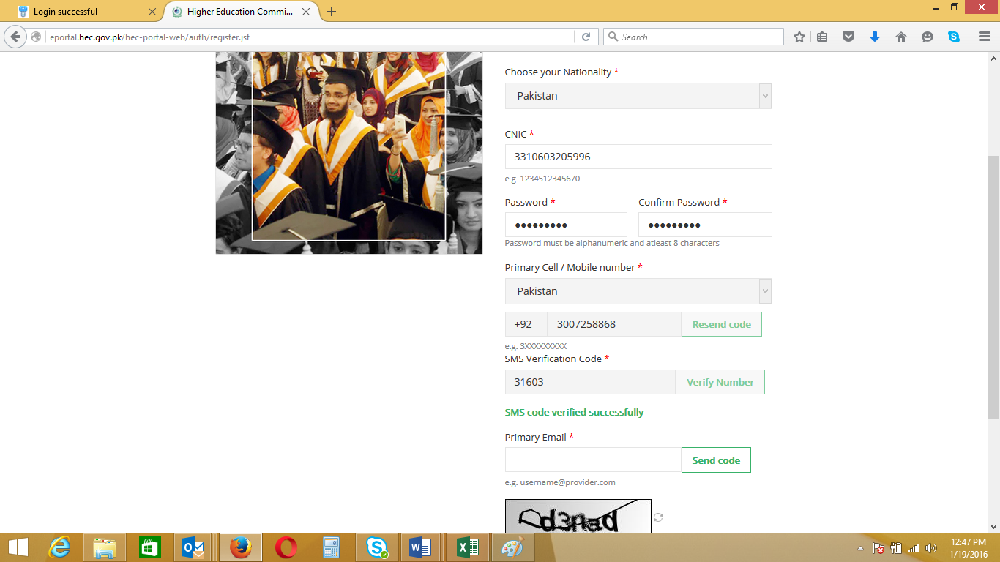 Login successful
Higher Education Commi...
eportal.hec.gov.pk/hec-portal-web/auth/register.jsf
Search
Choose your Nationality *
Pakistan
CNIC *
3310603205996
e.g. 1234512345670
Password *
Confirm Password *
●●●●●●●●●
●●●●●●●●●
Password must be alphanumeric and atleast 8 characters
Primary Cell / Mobile number *
Pakistan
+92
3007258868
Resend code
e.g. 3XXXXXXXXX
SMS Verification Code *
31603
Verify Number
SMS code verified successfully
Primary Email *
Send code
e.g. username@provider.com
d3nad
12:47 PM
1/19/2016